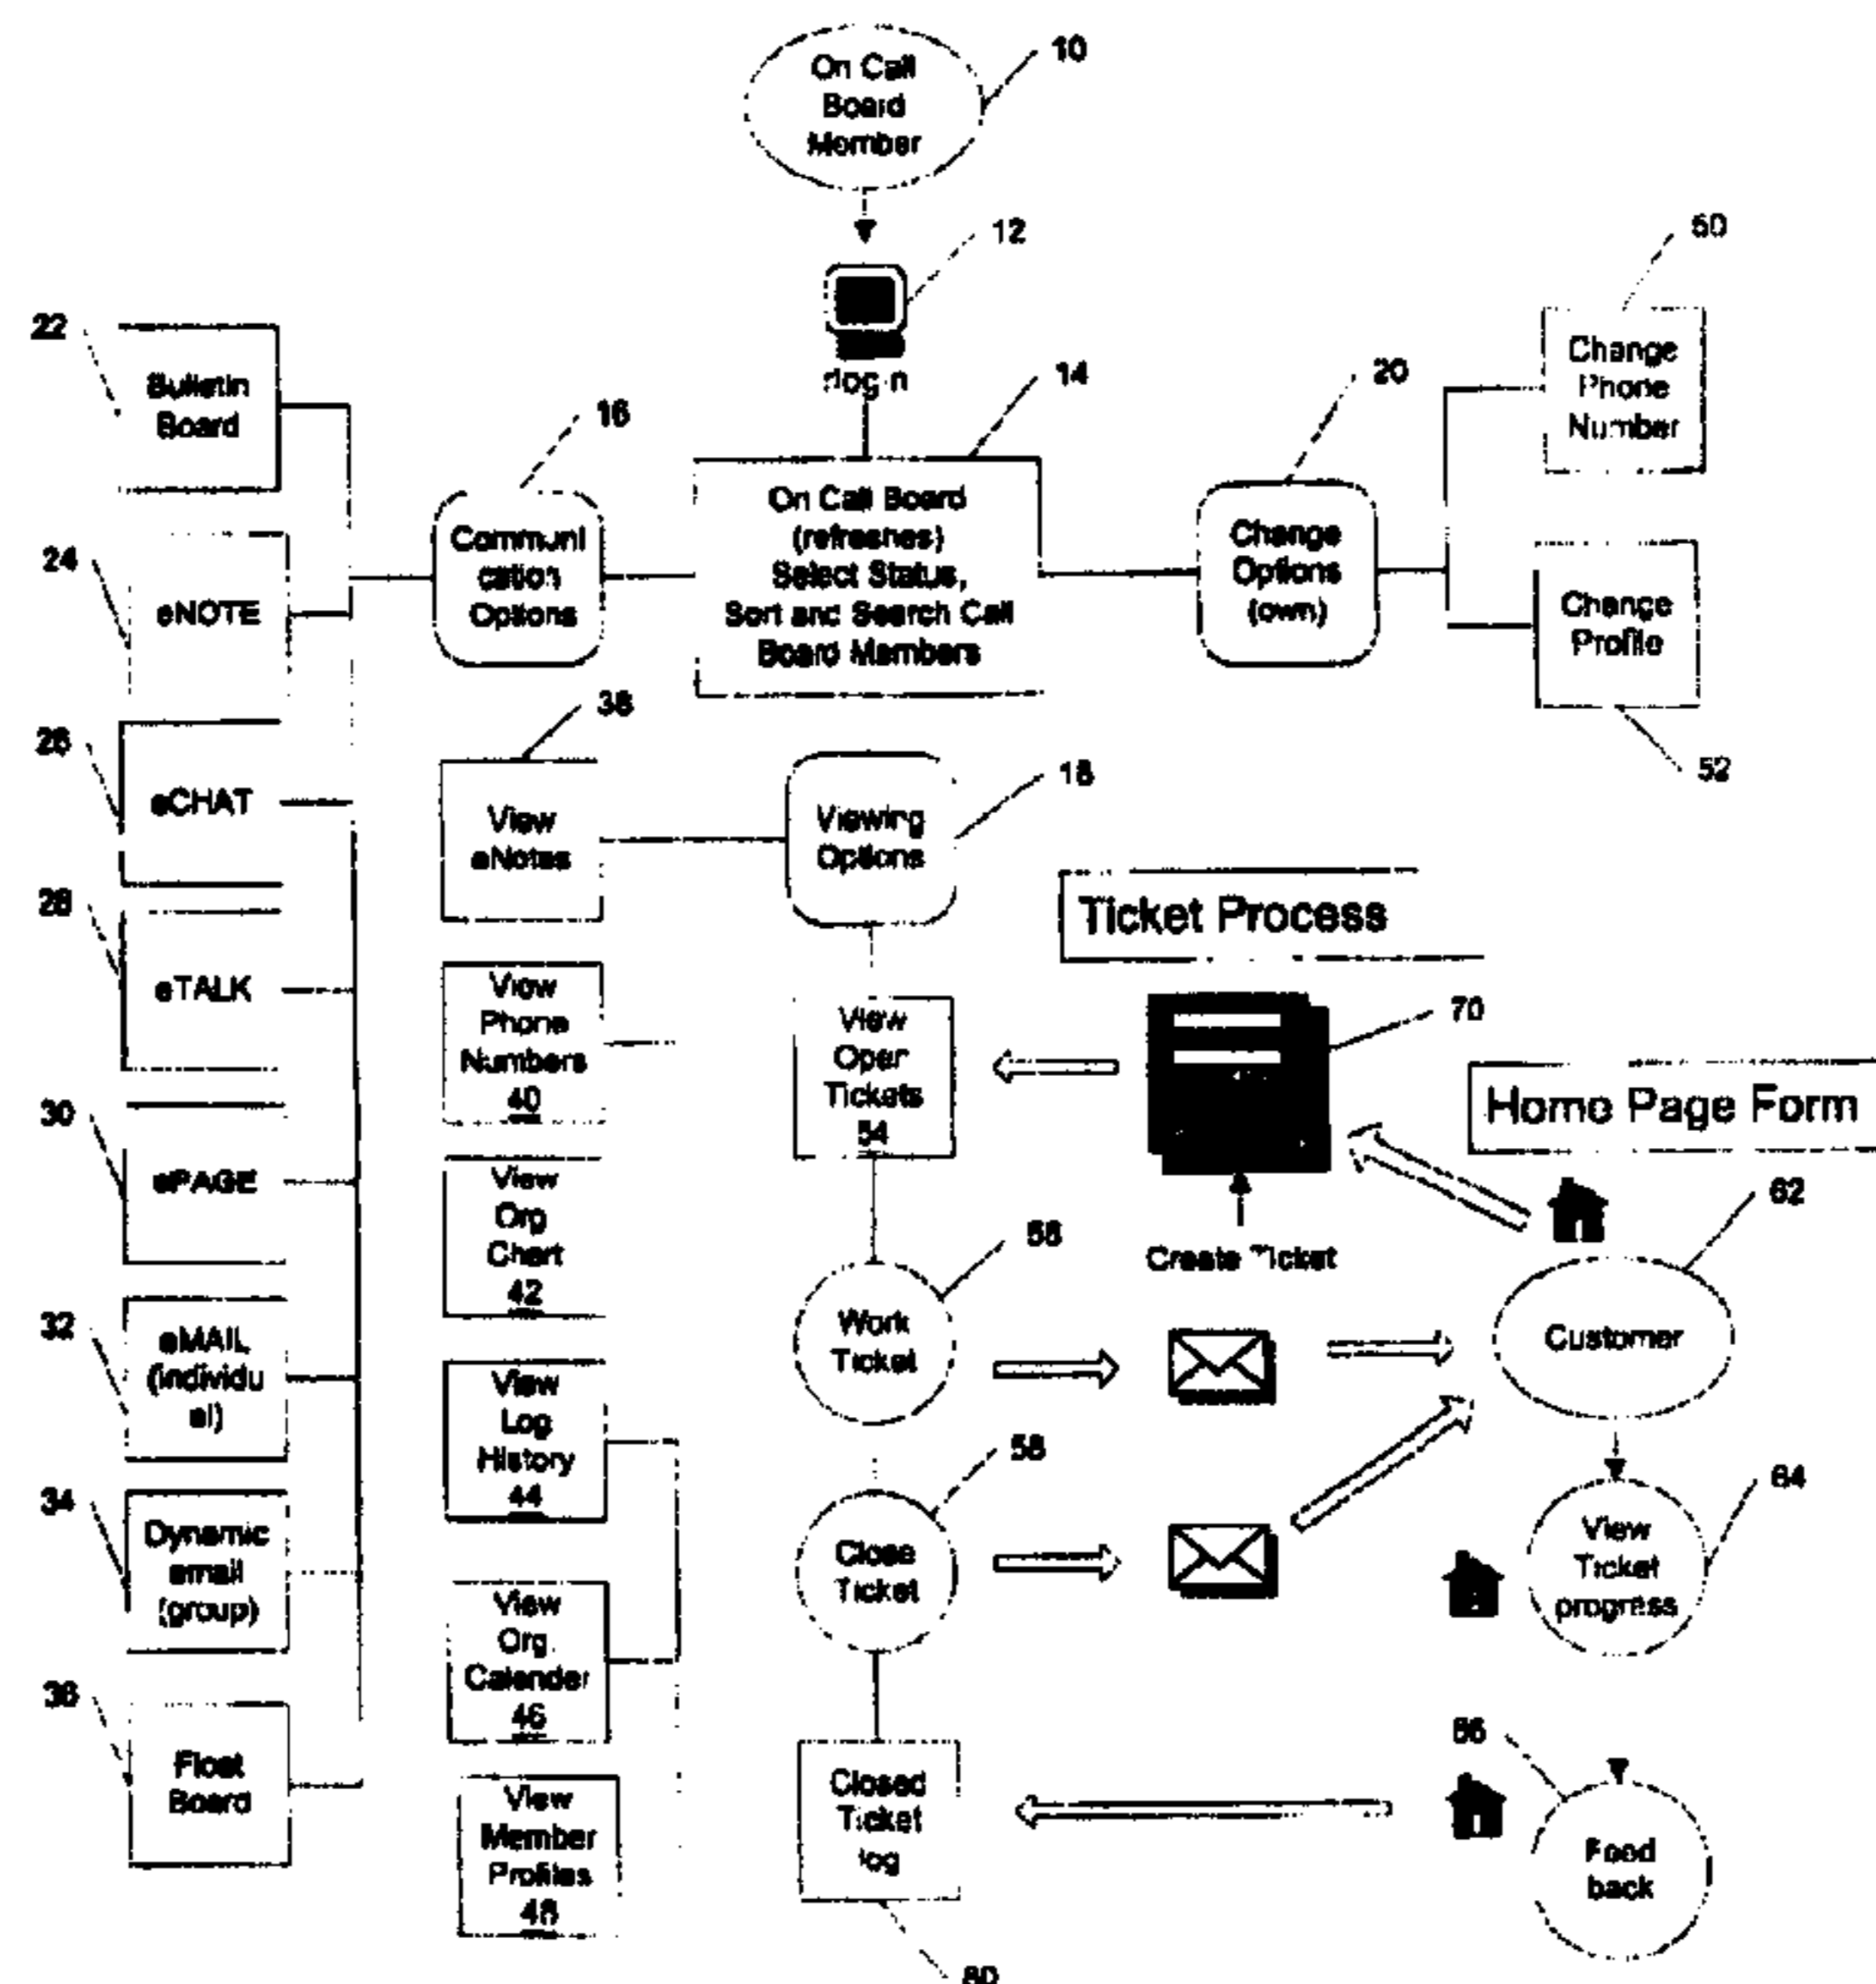 10
On Call
Board
Member
12
login
22
Bulletin
Board
16
14
20
50
Change
Phone
Number
24
eNOTE
Communi
cation
Options
On Call Board
(refreshes)
Select Status,
Sort and Search Call
Board Members
Change
Options
(own)
Change
Profile
52
26
eCHAT
38
View
eNotes
18
Viewing
Options
Ticket Process
28
eTALK
View
Phone
Numbers
40
View
Open
Tickets
54
70
Home Page Form
30
ePAGE
View
Org
Chart
42
56
Create Ticket
62
32
eMAIL
(individu
al)
View
Log
History
44
Work
Ticket
Customer
34
Dynamic
email
(group)
58
Close
Ticket
64
View
Ticket
progress
View
Org
Calender
46
36
Float
Board
View
Member
Profiles
48
Closed
Ticket
log
60
66
Feed
back